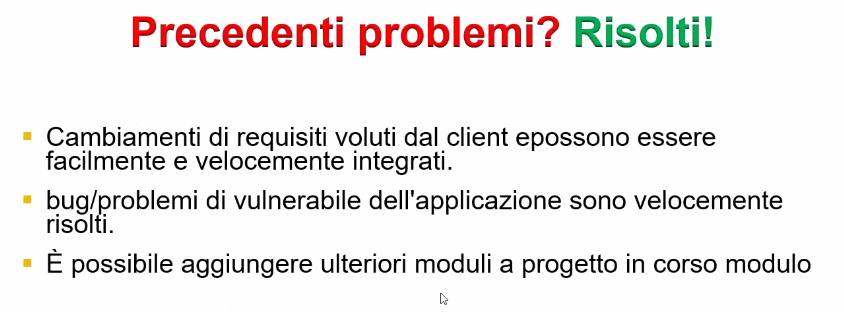 Precedenti problemi? Risolti!
Cambiamenti di requisiti voluti dal client epossono essere
facilmente e velocemente integrati.
bug/problemi di vulnerabile dell'applicazione sono velocemente
risolti.
È possibile aggiungere ulteriori moduli a progetto in corso modulo